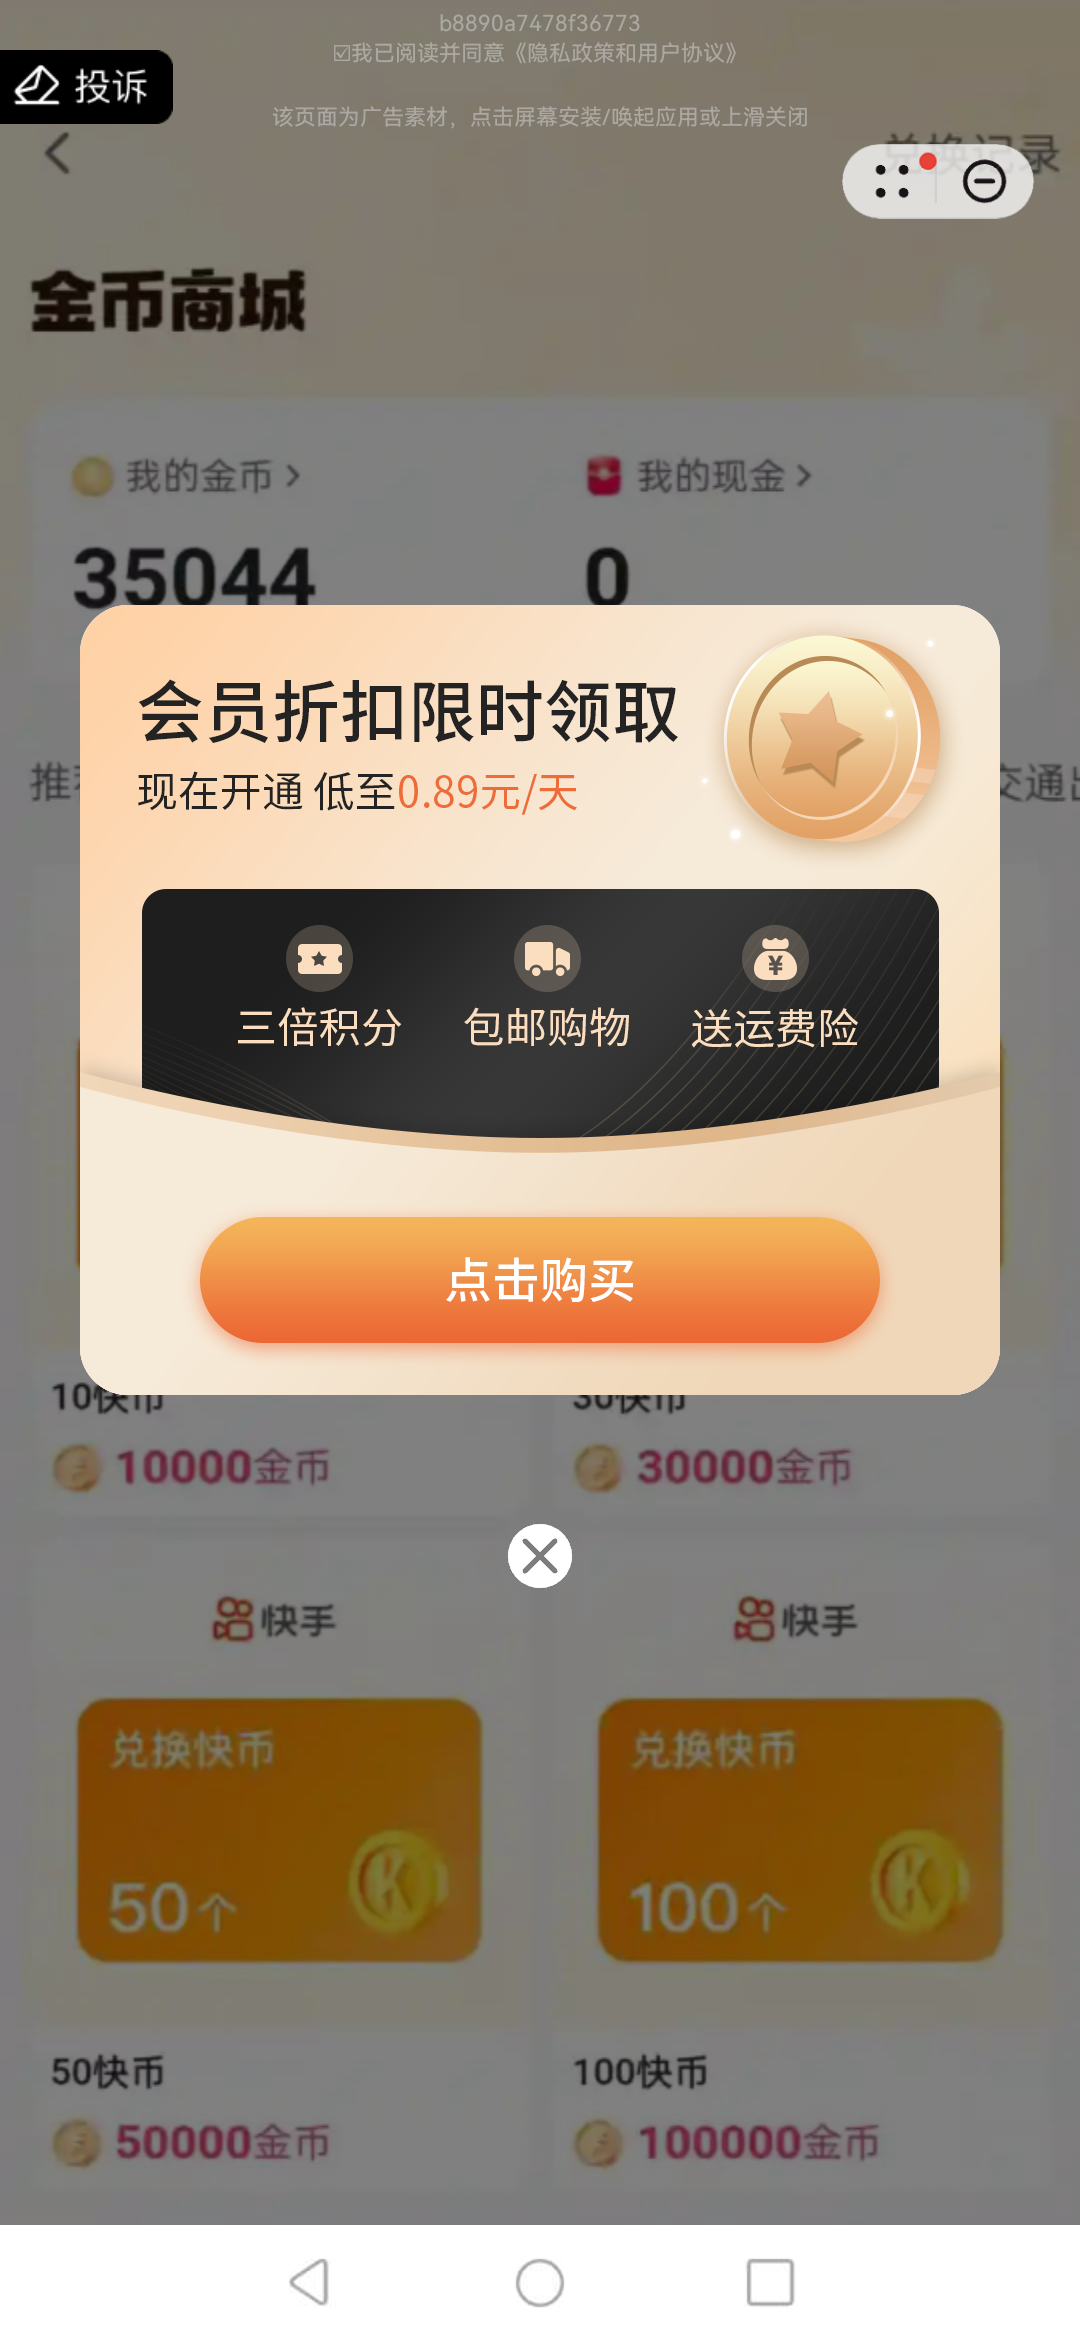 b8890a7478f36773
☑我已阅读并同意《隐私政策和用户协议》
投诉
该页面为广告素材，点击屏幕安装/唤起应用或上滑关闭
兑换记录
金币商城
我的金币
我的现金
35044
0
会员折扣限时领取
现在开通 低至0.89元/天
推
交通出
三倍积分
包邮购物
送运费险
点击购买
10快币
30快币
10000金币
30000金币
快手
快手
兑换快币
兑换快币
50个
100个
50快币
100快币
50000金币
100000金币